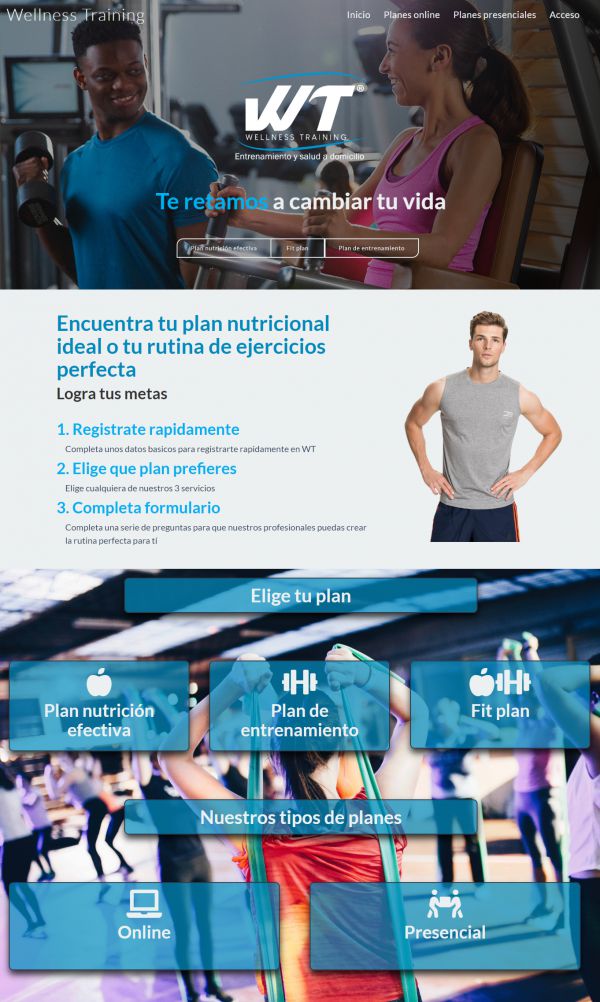 Wellness Training
Inicio Planes online Planes presenciales Acceso
WT®
WELLNESS TRAINING
Entrenamiento y salud a domicilio
Te retamos a cambiar tu vida
Plan nutrición efectiva Fit plan Plan de entrenamiento
Encuentra tu plan nutricional
ideal o tu rutina de ejercicios
perfecta
Logra tus metas
1. Registrate rapidamente
Completa unos datos basicos para registrarte rapidamente en WT
2. Elige que plan prefieres
Elige cualquiera de nuestros 3 servicios
3. Completa formulario
Completa una serie de preguntas para que nuestros profesionales puedas crear
la rutina perfecta para tí
Elige tu plan
Plan nutrición
efectiva
Plan de
entrenamiento
Fit plan
Nuestros tipos de planes
Online
Presencial